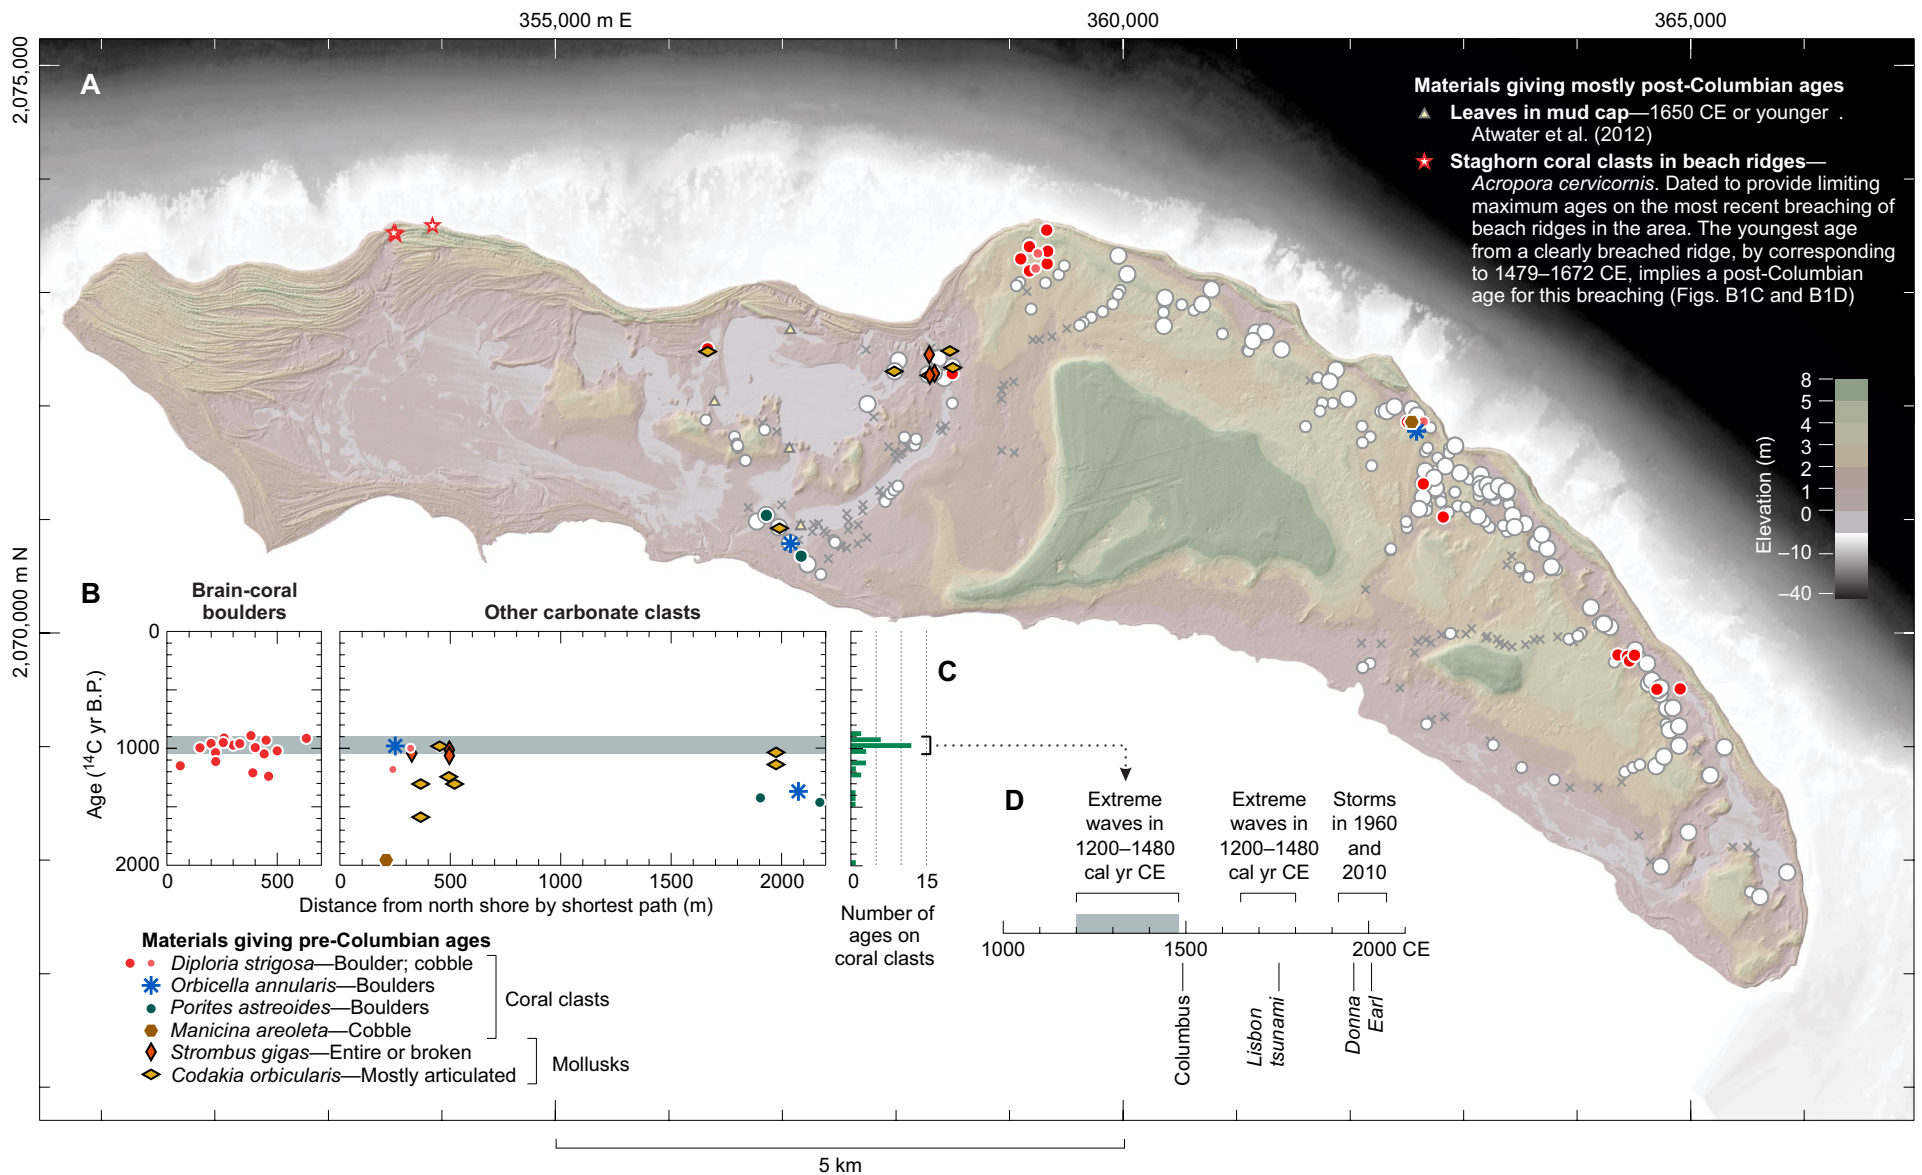 355,000 m E
360,000
365,000
2,075,000
2,070,000 m N
A
Materials giving mostly post-Columbian ages
Leaves in mud cap—1650 CE or younger .
Atwater et al. (2012)
Staghorn coral clasts in beach ridges—
Acropora cervicornis. Dated to provide limiting
maximum ages on the most recent breaching of
beach ridges in the area. The youngest age
from a clearly breached ridge, by corresponding
to 1479–1672 CE, implies a post-Columbian
age for this breaching (Figs. B1C and B1D)
Elevation (m)
8
5
4
3
2
1
0
–10
–40
B
Brain-coral
boulders
Other carbonate clasts
Age (14C yr B.P.)
0
1000
2000
0
500
0
500
1000
1500
2000
Distance from north shore by shortest path (m)
C
0
15
Number of
ages on
coral clasts
D
Extreme
waves in
1200–1480
cal yr CE
Extreme
waves in
1200–1480
cal yr CE
Storms
in 1960
and
2010
1000
1500
2000 CE
Columbus
Lisbon
tsunami
Donna
Earl
Materials giving pre-Columbian ages
Diploria strigosa—Boulder; cobble
Orbicella annularis—Boulders
Porites astreoides—Boulders
Manicina areoleta—Cobble
Coral clasts
Strombus gigas—Entire or broken
Codakia orbicularis—Mostly articulated
Mollusks
5 km